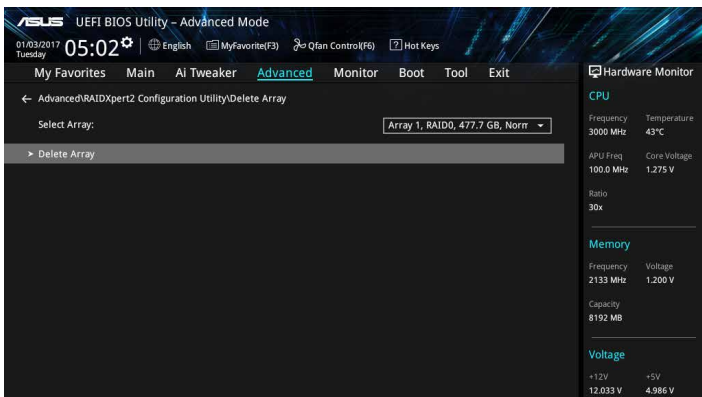 ASUS UEFI BIOS Utility – Advanced Mode
01/03/2017 Tuesday 05:02 English MyFavorite(F3) Qfan Control(F6) ? Hot Keys
My Favorites Main Ai Tweaker Advanced Monitor Boot Tool Exit
← Advanced\RAIDXpert2 Configuration Utility\Delete Array
Select Array: Array 1, RAID0, 477.7 GB, Norm
> Delete Array
Hardware Monitor
CPU
Frequency Temperature
3000 MHz 43°C
APU Freq Core Voltage
100.0 MHz 1.275 V
Ratio
30x
Memory
Frequency Voltage
2133 MHz 1.200 V
Capacity
8192 MB
Voltage
+12V +5V
12.033 V 4.986 V